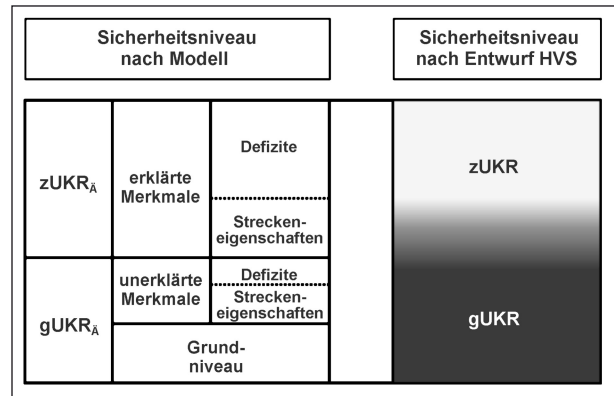 Sicherheitsniveau
nach Modell
Sicherheitsniveau
nach Entwurf HVS
zUKRÄ
erklärte
Merkmale
Defizite
Strecken-
eigenschaften
zUKR
gUKRÄ
unerklärte
Merkmale
Defizite
Strecken-
eigenschaften
Grund-
niveau
gUKR